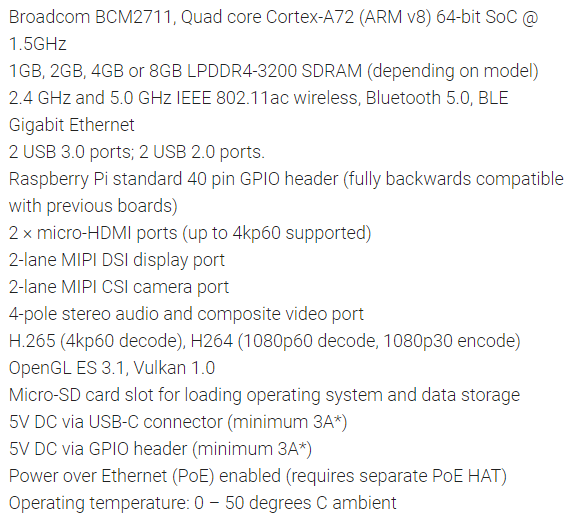 Broadcom BCM2711, Quad core Cortex-A72 (ARM v8) 64-bit SoC @
1.5GHz
1GB, 2GB, 4GB or 8GB LPDDR4-3200 SDRAM (depending on model)
2.4 GHz and 5.0 GHz IEEE 802.11ac wireless, Bluetooth 5.0, BLE
Gigabit Ethernet
2 USB 3.0 ports; 2 USB 2.0 ports.
Raspberry Pi standard 40 pin GPIO header (fully backwards compatible
with previous boards)
2 × micro-HDMI ports (up to 4kp60 supported)
2-lane MIPI DSI display port
2-lane MIPI CSI camera port
4-pole stereo audio and composite video port
H.265 (4kp60 decode), H264 (1080p60 decode, 1080p30 encode)
OpenGL ES 3.1, Vulkan 1.0
Micro-SD card slot for loading operating system and data storage
5V DC via USB-C connector (minimum 3A*)
5V DC via GPIO header (minimum 3A*)
Power over Ethernet (PoE) enabled (requires separate PoE HAT)
Operating temperature: 0 – 50 degrees C ambient